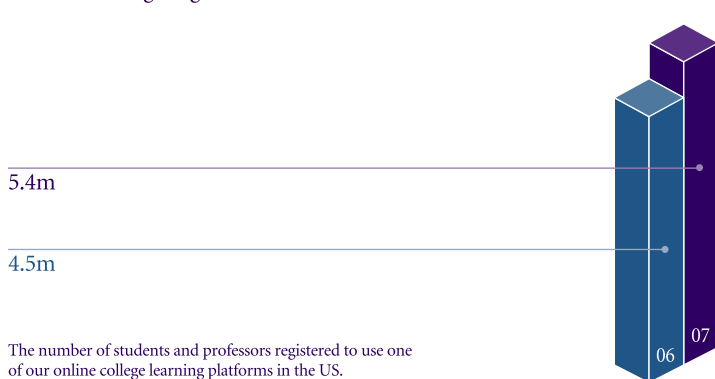 5.4m
4.5m
07
06
The number of students and professors registered to use one
of our online college learning platforms in the US.